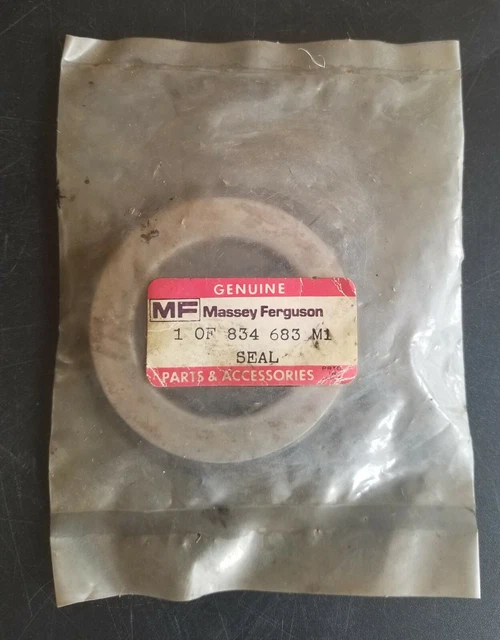 GENUINE
MF Massey Ferguson
1 OF 834 683 M1
SEAL
PARTS & ACCESSORIES